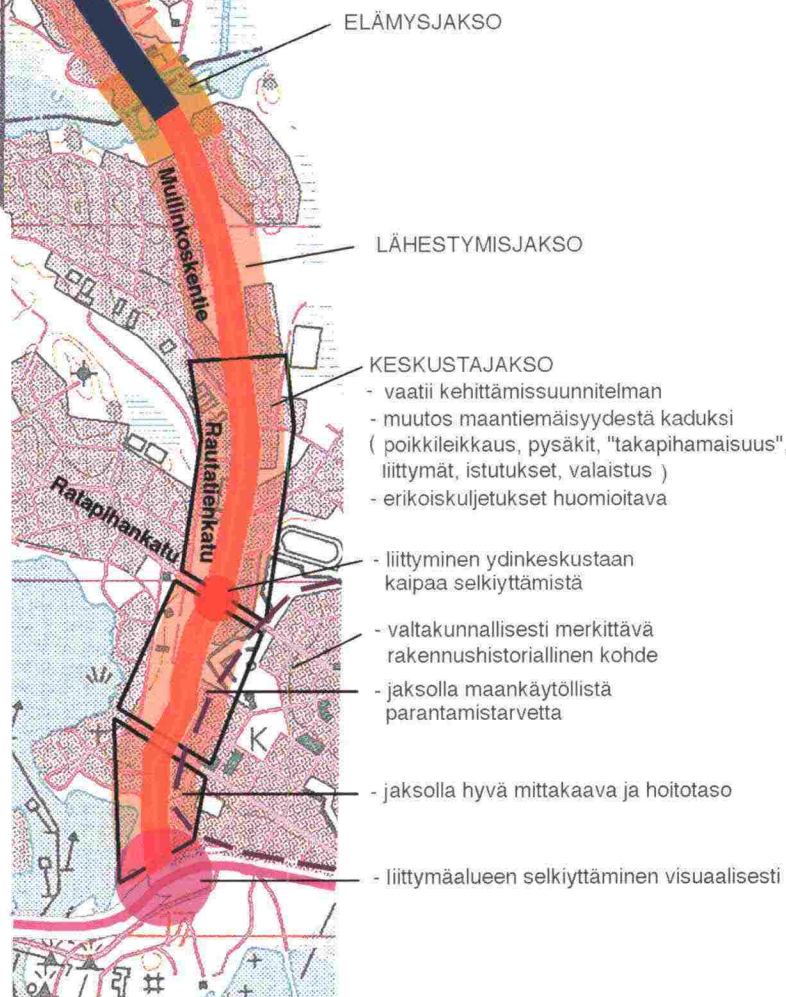 ELÄMYSJAKSO
Mullinkoskentie
LÄHESTYMISJAKSO
KESKUSTAJAKSO
- vaatii kehittämissuunnitelman
- muutos maantiemäisyydestä kaduksi
( poikkileikkaus, pysäkit, "takapihamaisuus",
liittymät, istutukset, valaistus )
- erikoiskuljetukset huomioitava
Rautatienkatu
Ratapihankatu
- liittyminen ydinkeskustaan
kaipaa selkiyttämistä
- valtakunnallisesti merkittävä
rakennushistoriallinen kohde
- jaksolla maankäytöllistä
parantamistarvetta
K
- jaksolla hyvä mittakaava ja hoitotaso
- liittymäalueen selkiyttäminen visuaalisesti